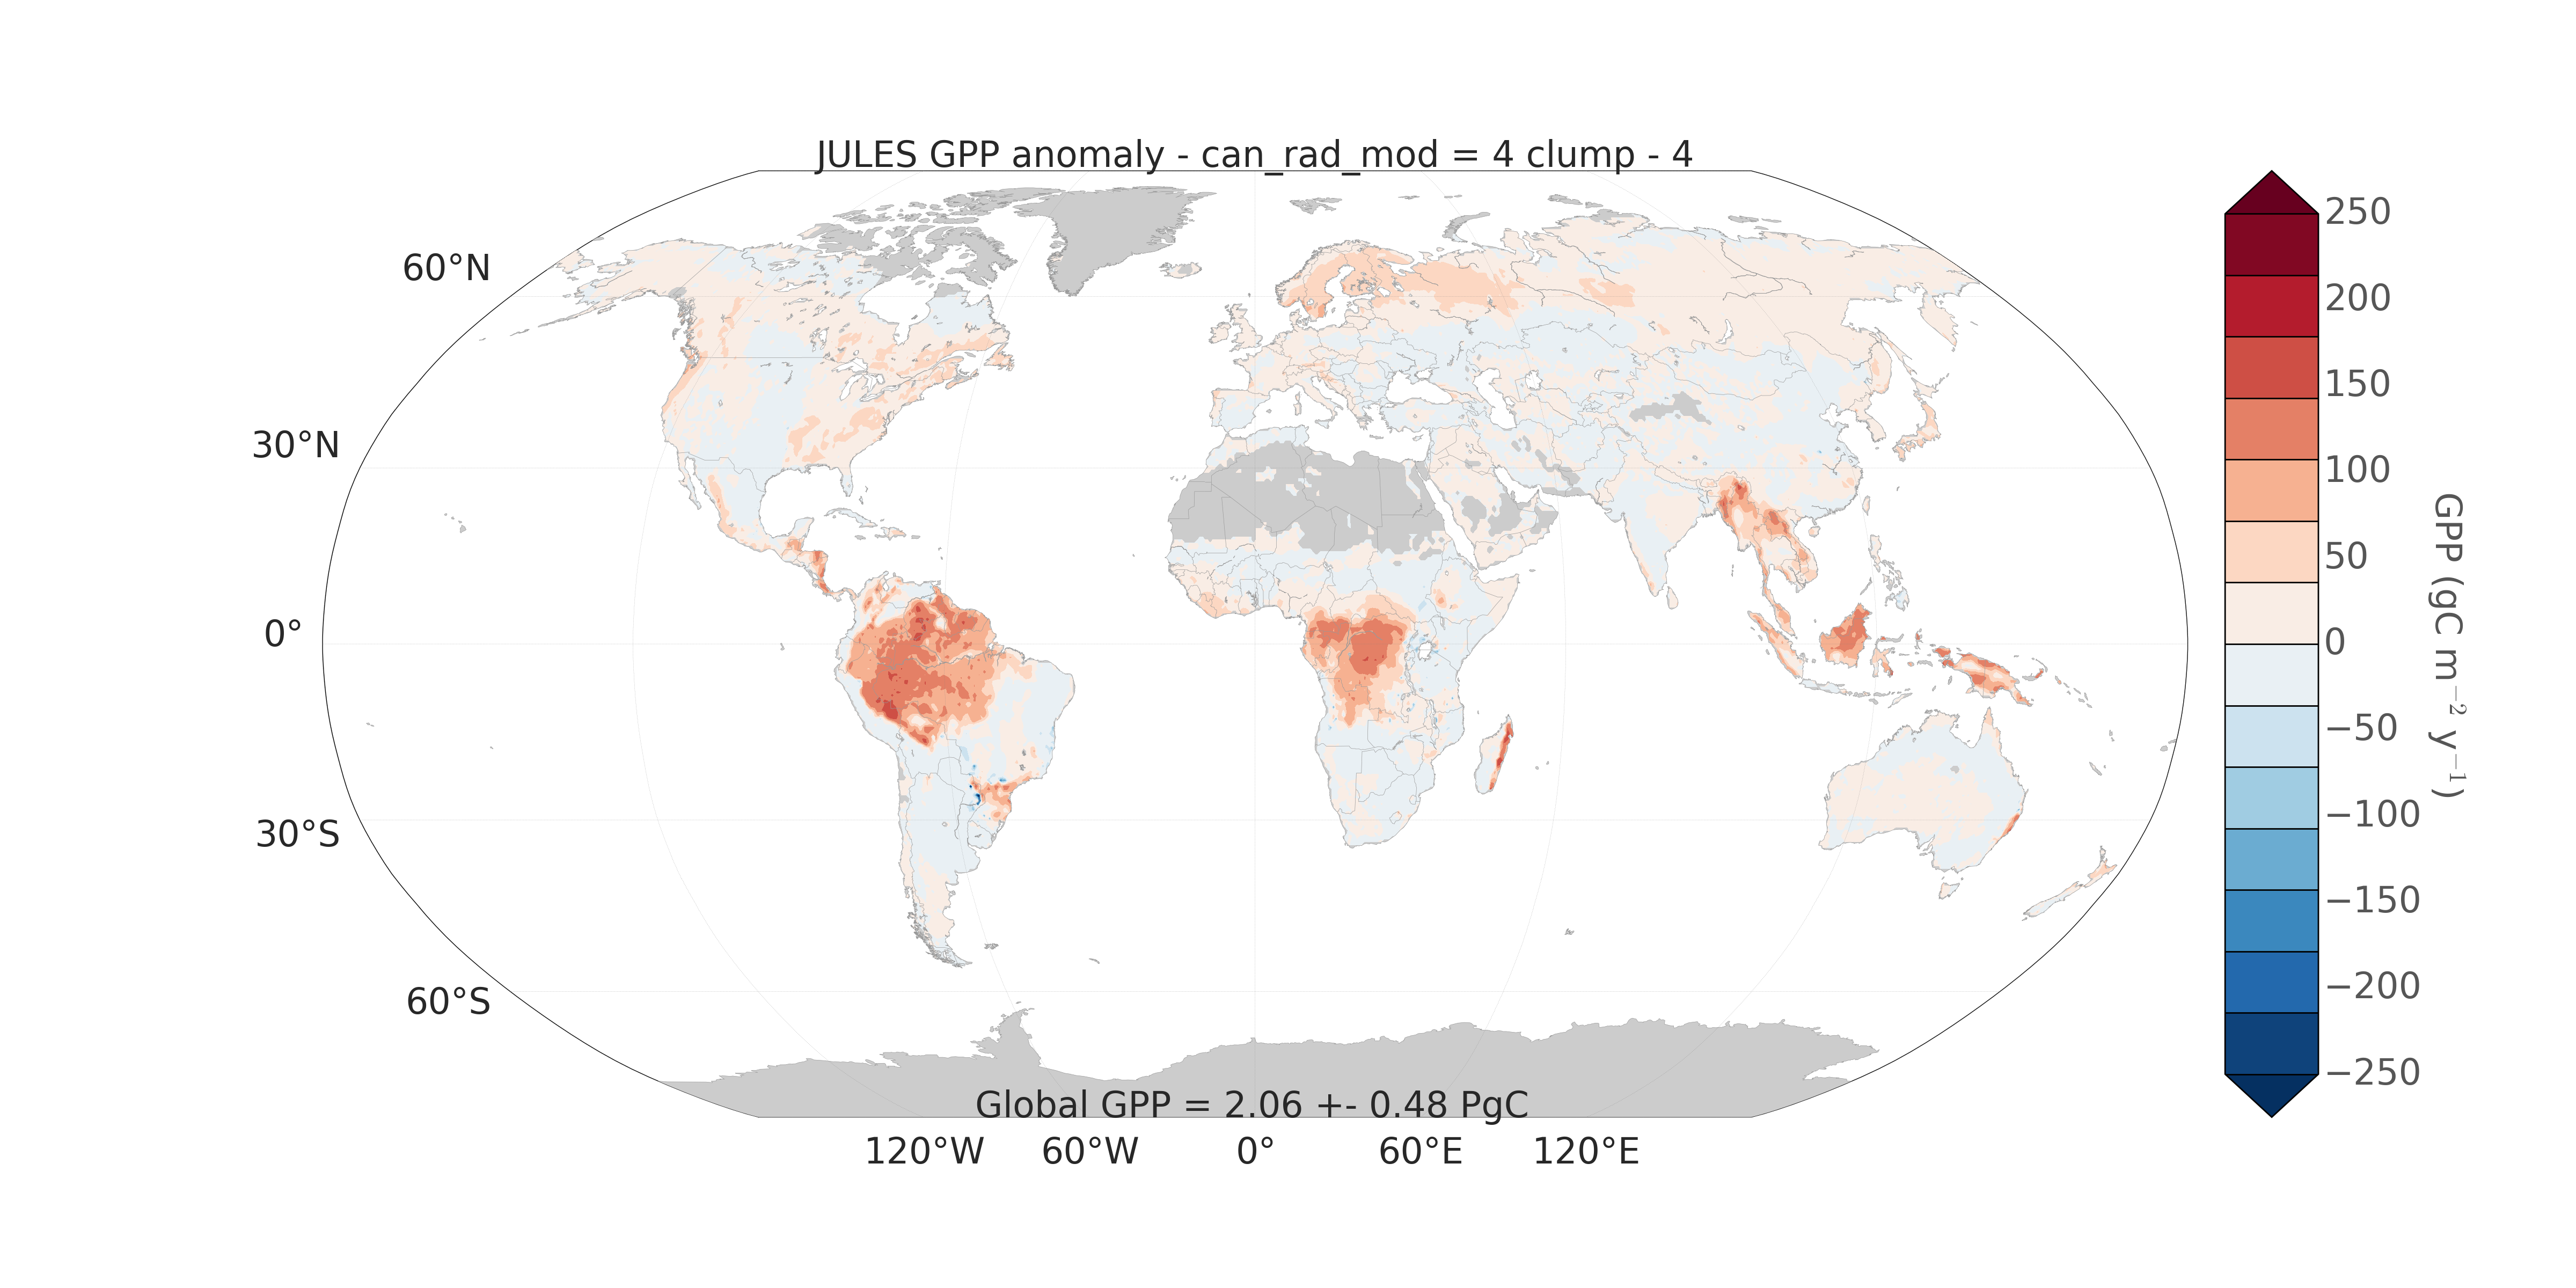 JULES GPP anomaly - can_rad_mod = 4 clump - 4
60°N
30°N
0°
30°S
60°S
Global GPP = 2.06 +- 0.48 PgC
120°W 60°W 0° 60°E 120°E
250
200
150
100
50
0
−50
−100
−150
−200
−250
GPP (gC m⁻² y⁻¹)